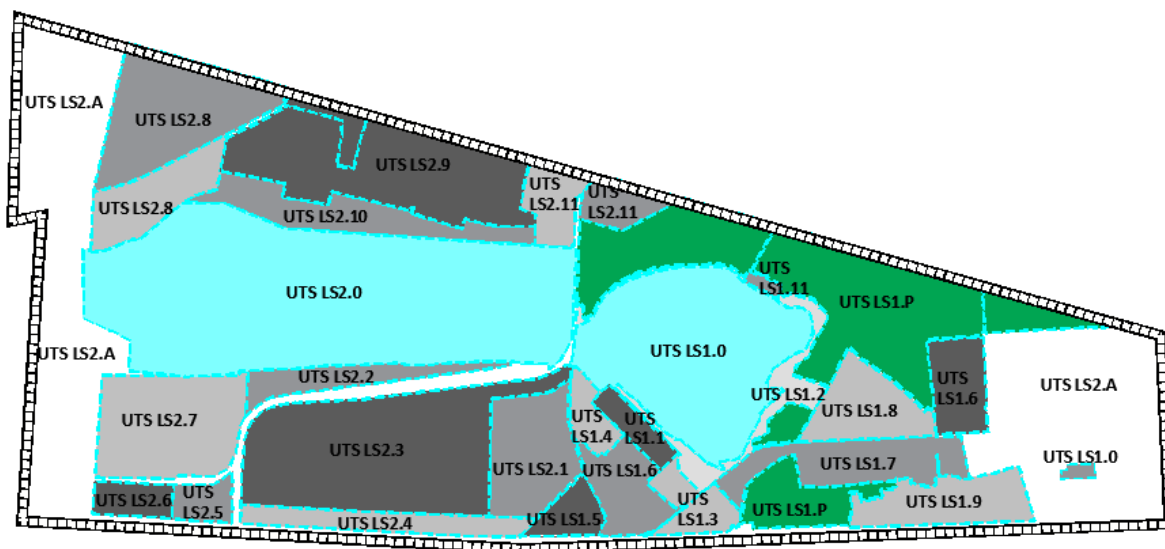 UTS LS2.A
UTS LS2.8
UTS LS2.9
UTS
LS2.11
UTS
LS2.11
UTS LS2.8
UTS LS2.10
UTS
LS1.11
UTS LS2.0
UTS LS1.P
UTS LS2.A
UTS LS1.0
UTS LS2.2
UTS LS2.A
UTS LS1.2
UTS
LS1.6
UTS LS2.7
UTS
LS1.4
UTS
LS1.1
UTS LS1.8
UTS LS2.3
UTS LS2.1
UTS LS1.6
UTS LS1.7
UTS LS1.0
UTS LS2.6
UTS
LS2.5
UTS LS2.4
UTS LS1.5
UTS
LS1.3
UTS LS1.P
UTS LS1.9